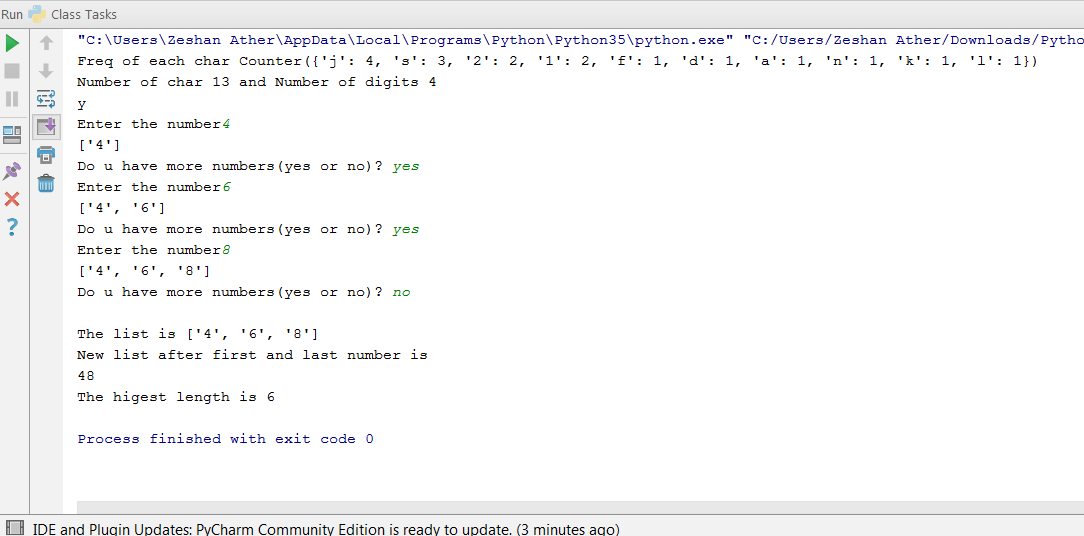 Run Class Tasks
"C:\Users\Zeshan Ather\AppData\Local\Programs\Python\Python35\python.exe" "C:/Users/Zeshan Ather/Downloads/Pytho
Freq of each char Counter({'j': 4, 's': 3, '2': 2, '1': 2, 'f': 1, 'd': 1, 'a': 1, 'n': 1, 'k': 1, 'l': 1})
Number of char 13 and Number of digits 4
y
Enter the number4
['4']
Do u have more numbers(yes or no)? yes
Enter the number6
['4', '6']
Do u have more numbers(yes or no)? yes
Enter the number8
['4', '6', '8']
Do u have more numbers(yes or no)? no
The list is ['4', '6', '8']
New list after first and last number is
48
The higest length is 6
Process finished with exit code 0
IDE and Plugin Updates: PyCharm Community Edition is ready to update. (3 minutes ago)